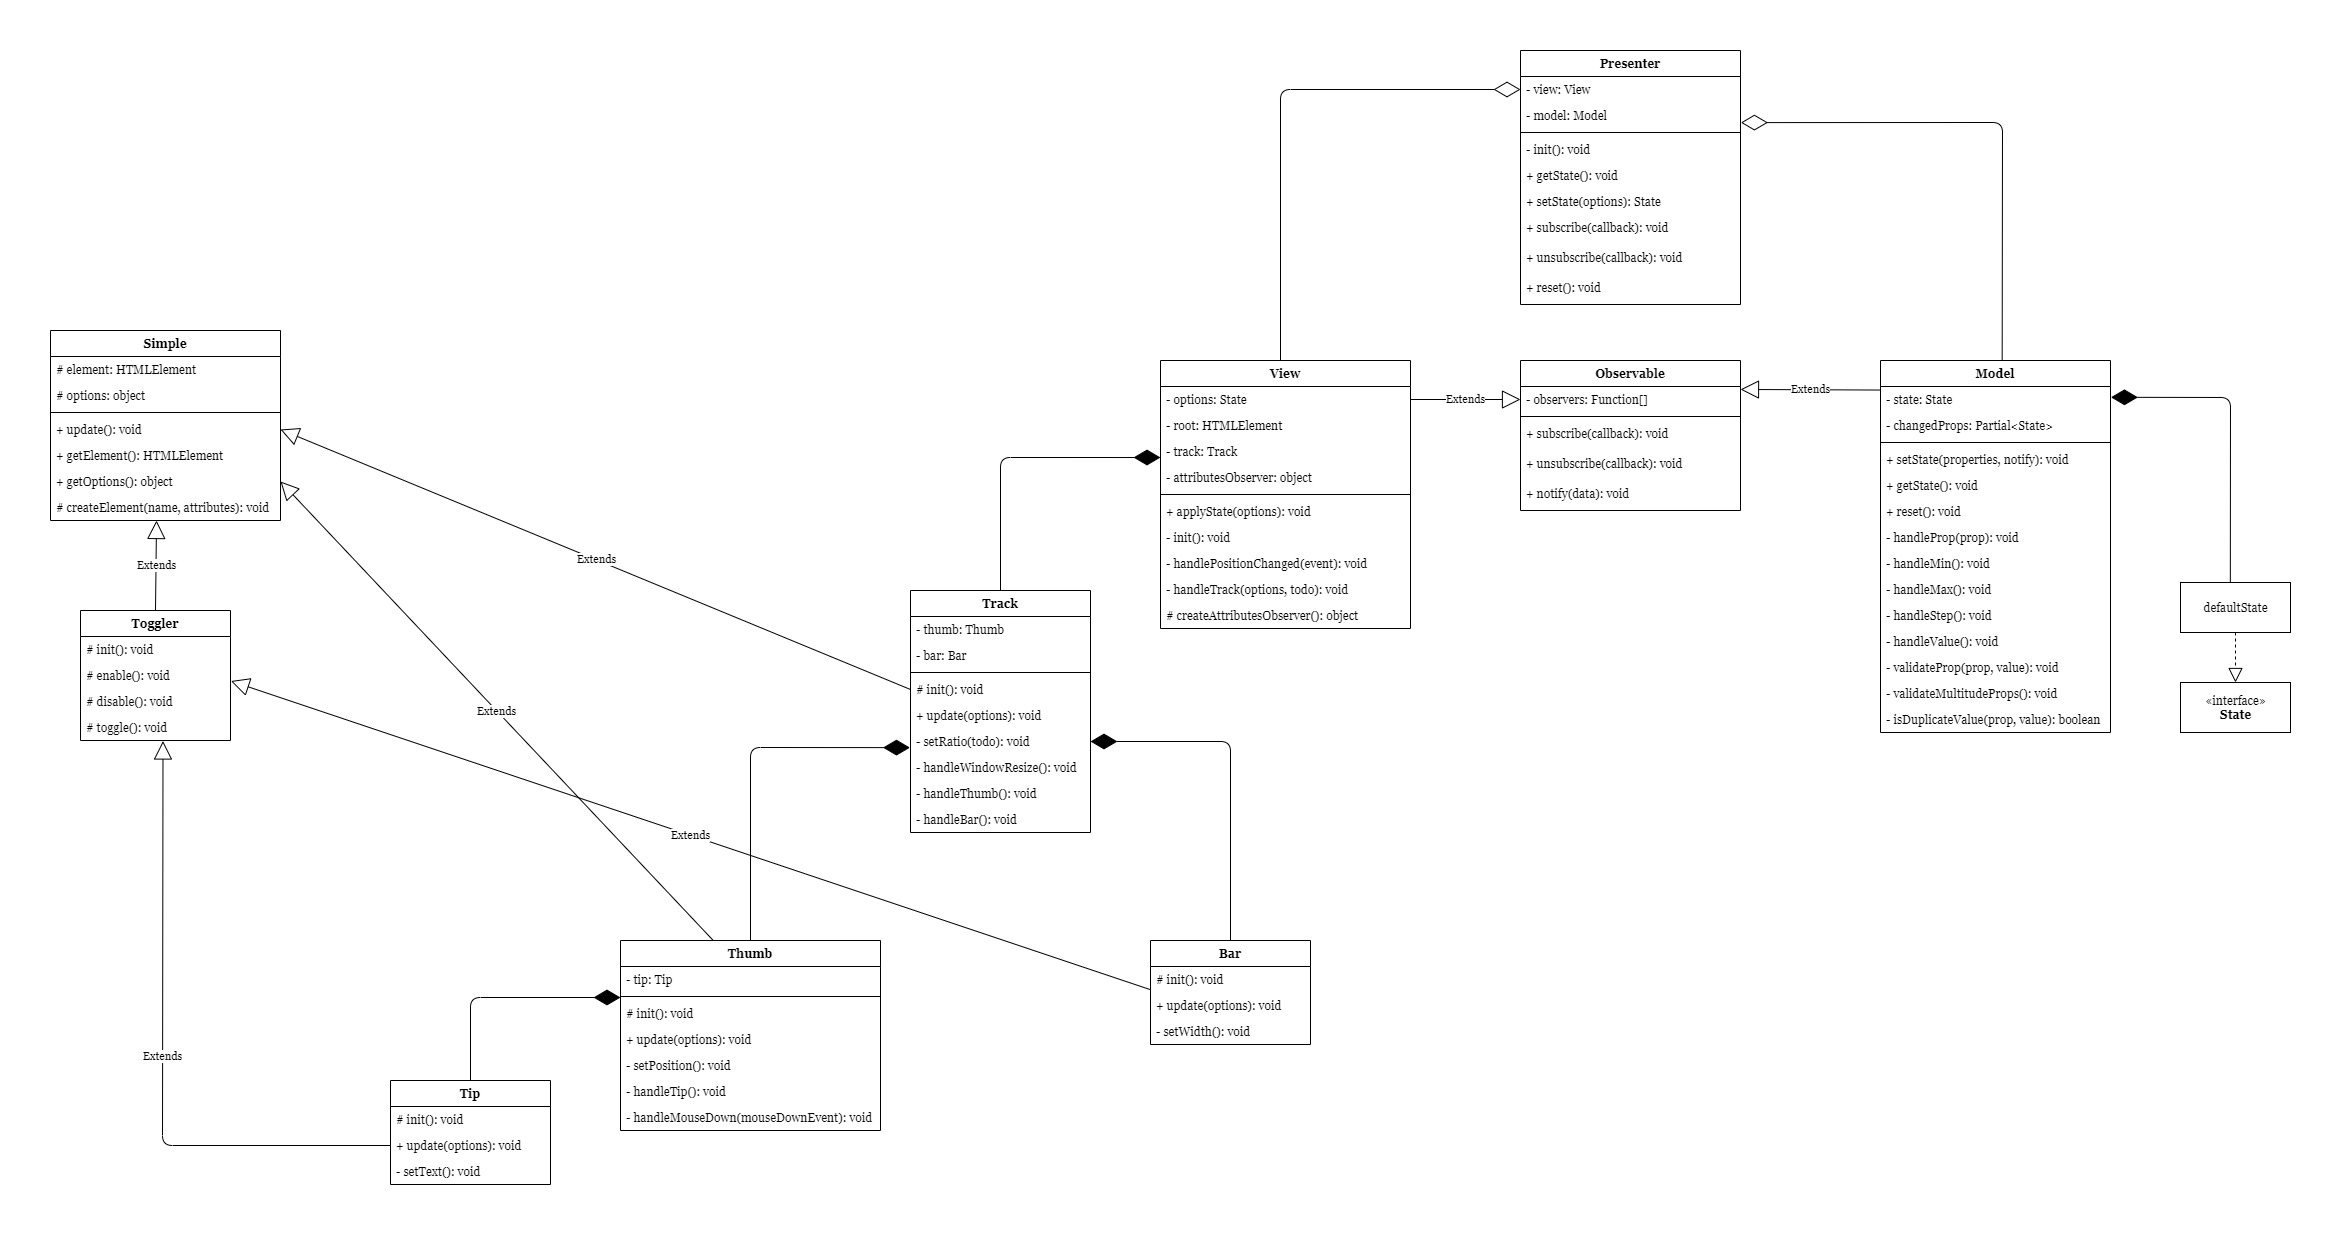 Presenter
- view: View
- model: Model
- init(): void
+ getState(): void
+ setState(options): State
+ subscribe(callback): void
+ unsubscribe(callback): void
+ reset(): void
Simple
# element: HTMLElement
# options: object
+ update(): void
+ getElement(): HTMLElement
+ getOptions(): object
# createElement(name, attributes): void
View
- options: State
- root: HTMLElement
- track: Track
- attributesObserver: object
+ applyState(options): void
- init(): void
- handlePositionChanged(event): void
- handleTrack(options, todo): void
# createAttributesObserver(): object
Extends
Observable
- observers: Function[]
+ subscribe(callback): void
+ unsubscribe(callback): void
+ notify(data): void
Extends
Model
- state: State
- changedProps: Partial<State>
+ setState(properties, notify): void
+ getState(): void
+ reset(): void
- handleProp(prop): void
- handleMin(): void
- handleMax(): void
- handleStep(): void
- handleValue(): void
- validateProp(prop, value): void
- validateMultitudeProps(): void
- isDuplicateValue(prop, value): boolean
defaultState
«interface»
State
Extends
Extends
Toggler
# init(): void
# enable(): void
# disable(): void
# toggle(): void
Extends
Track
- thumb: Thumb
- bar: Bar
# init(): void
+ update(options): void
- setRatio(todo): void
- handleWindowResize(): void
- handleThumb(): void
- handleBar(): void
Extends
Thumb
- tip: Tip
# init(): void
+ update(options): void
- setPosition(): void
- handleTip(): void
- handleMouseDown(mouseDownEvent): void
Bar
# init(): void
+ update(options): void
- setWidth(): void
Extends
Tip
# init(): void
+ update(options): void
- setText(): void